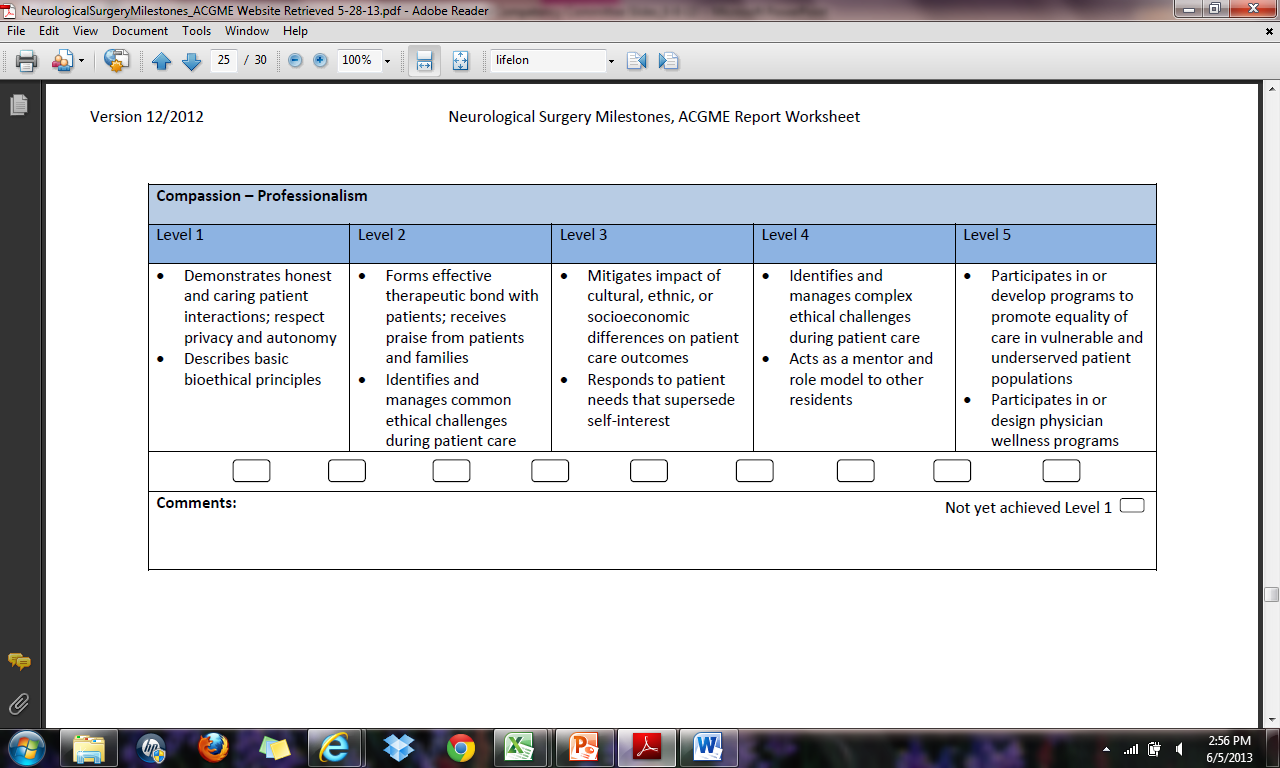 NeurologicalSurgeryMilestones_ACGME Website Retrieved 5-28-13.pdf - Adobe Reader
File Edit View Document Tools Window Help
25 / 30 100% lifelon
Version 12/2012 Neurological Surgery Milestones, ACGME Report Worksheet
Compassion – Professionalism
Level 1 Level 2 Level 3 Level 4 Level 5
• Demonstrates honest
and caring patient
interactions; respect
privacy and autonomy
• Describes basic
bioethical principles
• Forms effective
therapeutic bond with
patients; receives
praise from patients
and families
• Identifies and
manages common
ethical challenges
during patient care
• Mitigates impact of
cultural, ethnic, or
socioeconomic
differences on patient
care outcomes
• Responds to patient
needs that supersede
self-interest
• Identifies and
manages complex
ethical challenges
during patient care
• Acts as a mentor and
role model to other
residents
• Participates in or
develop programs to
promote equality of
care in vulnerable and
underserved patient
populations
• Participates in or
design physician
wellness programs
Comments:
Not yet achieved Level 1
2:56 PM
6/5/2013